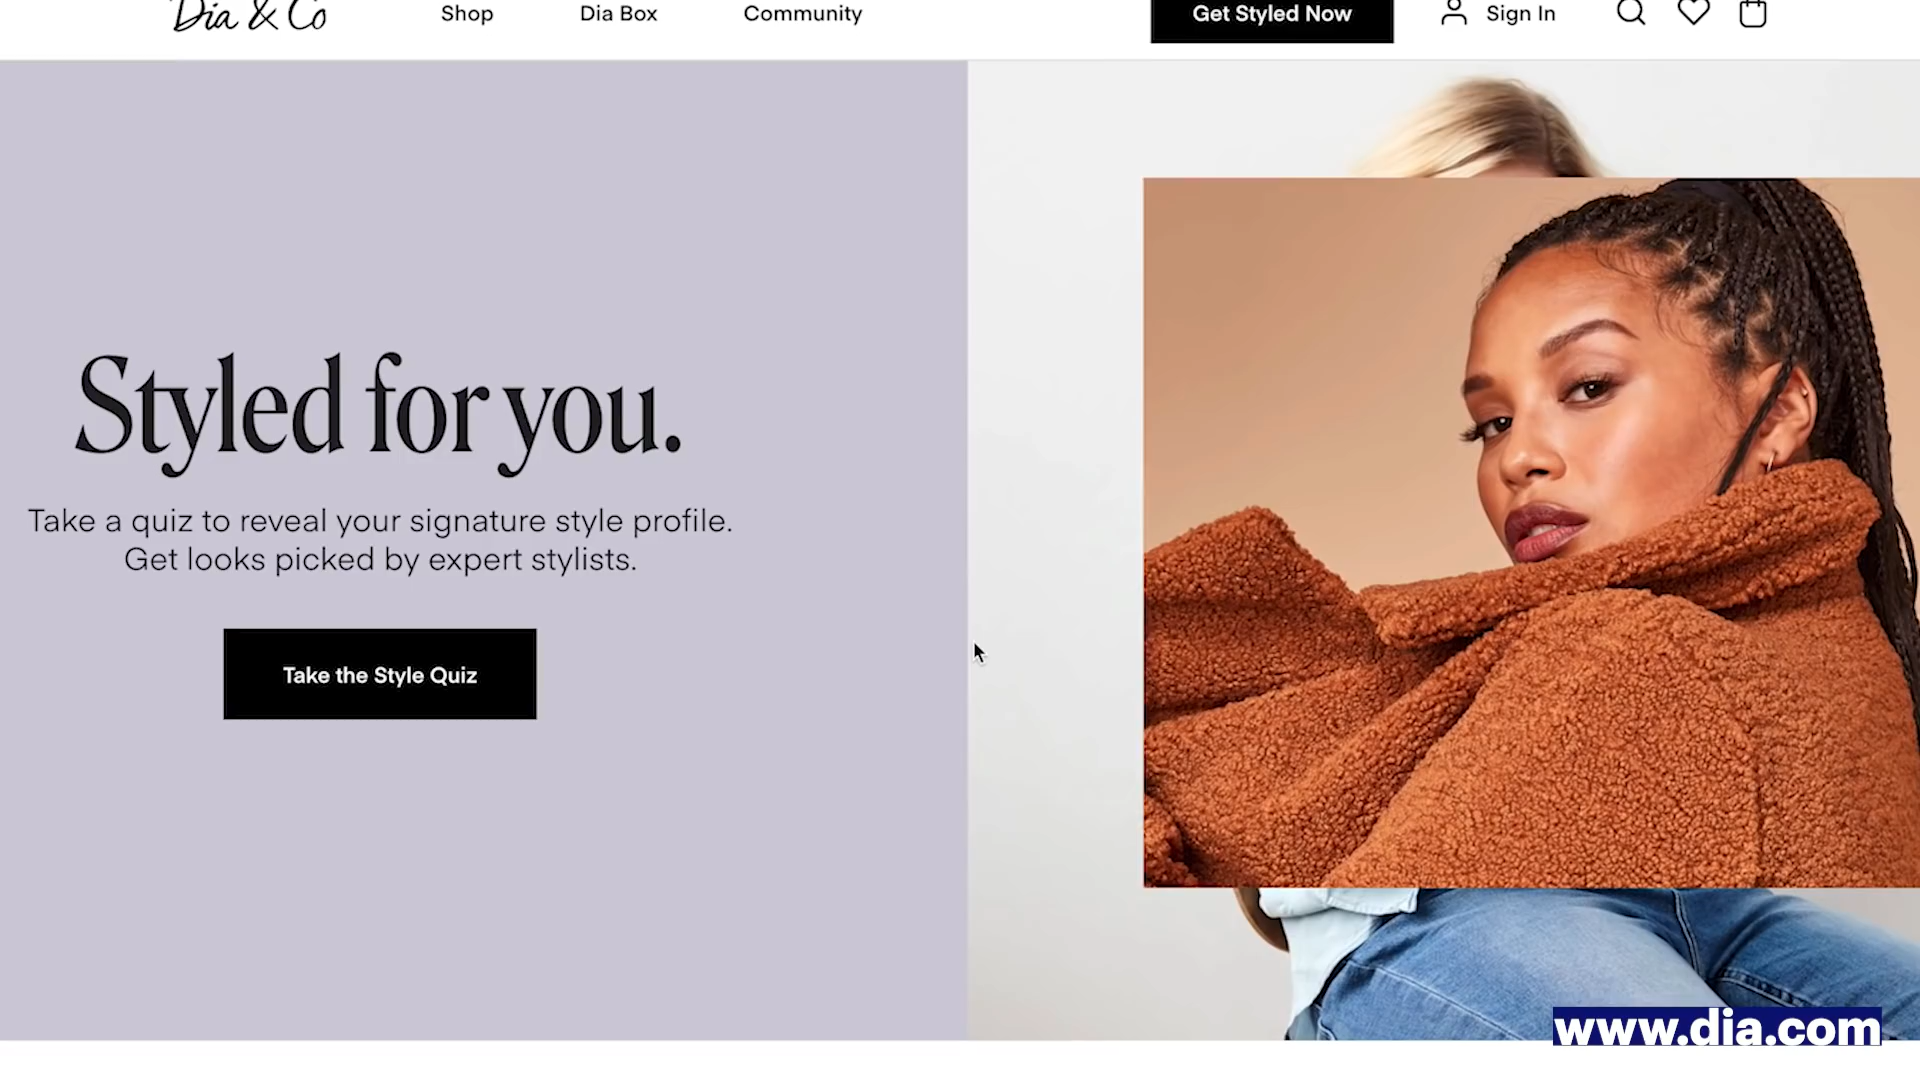 Dia & Co
Shop
Dia Box
Community
Get Styled Now
Sign In
Styled for you.
Take a quiz to reveal your signature style profile.
Get looks picked by expert stylists.
Take the Style Quiz
www.dia.com